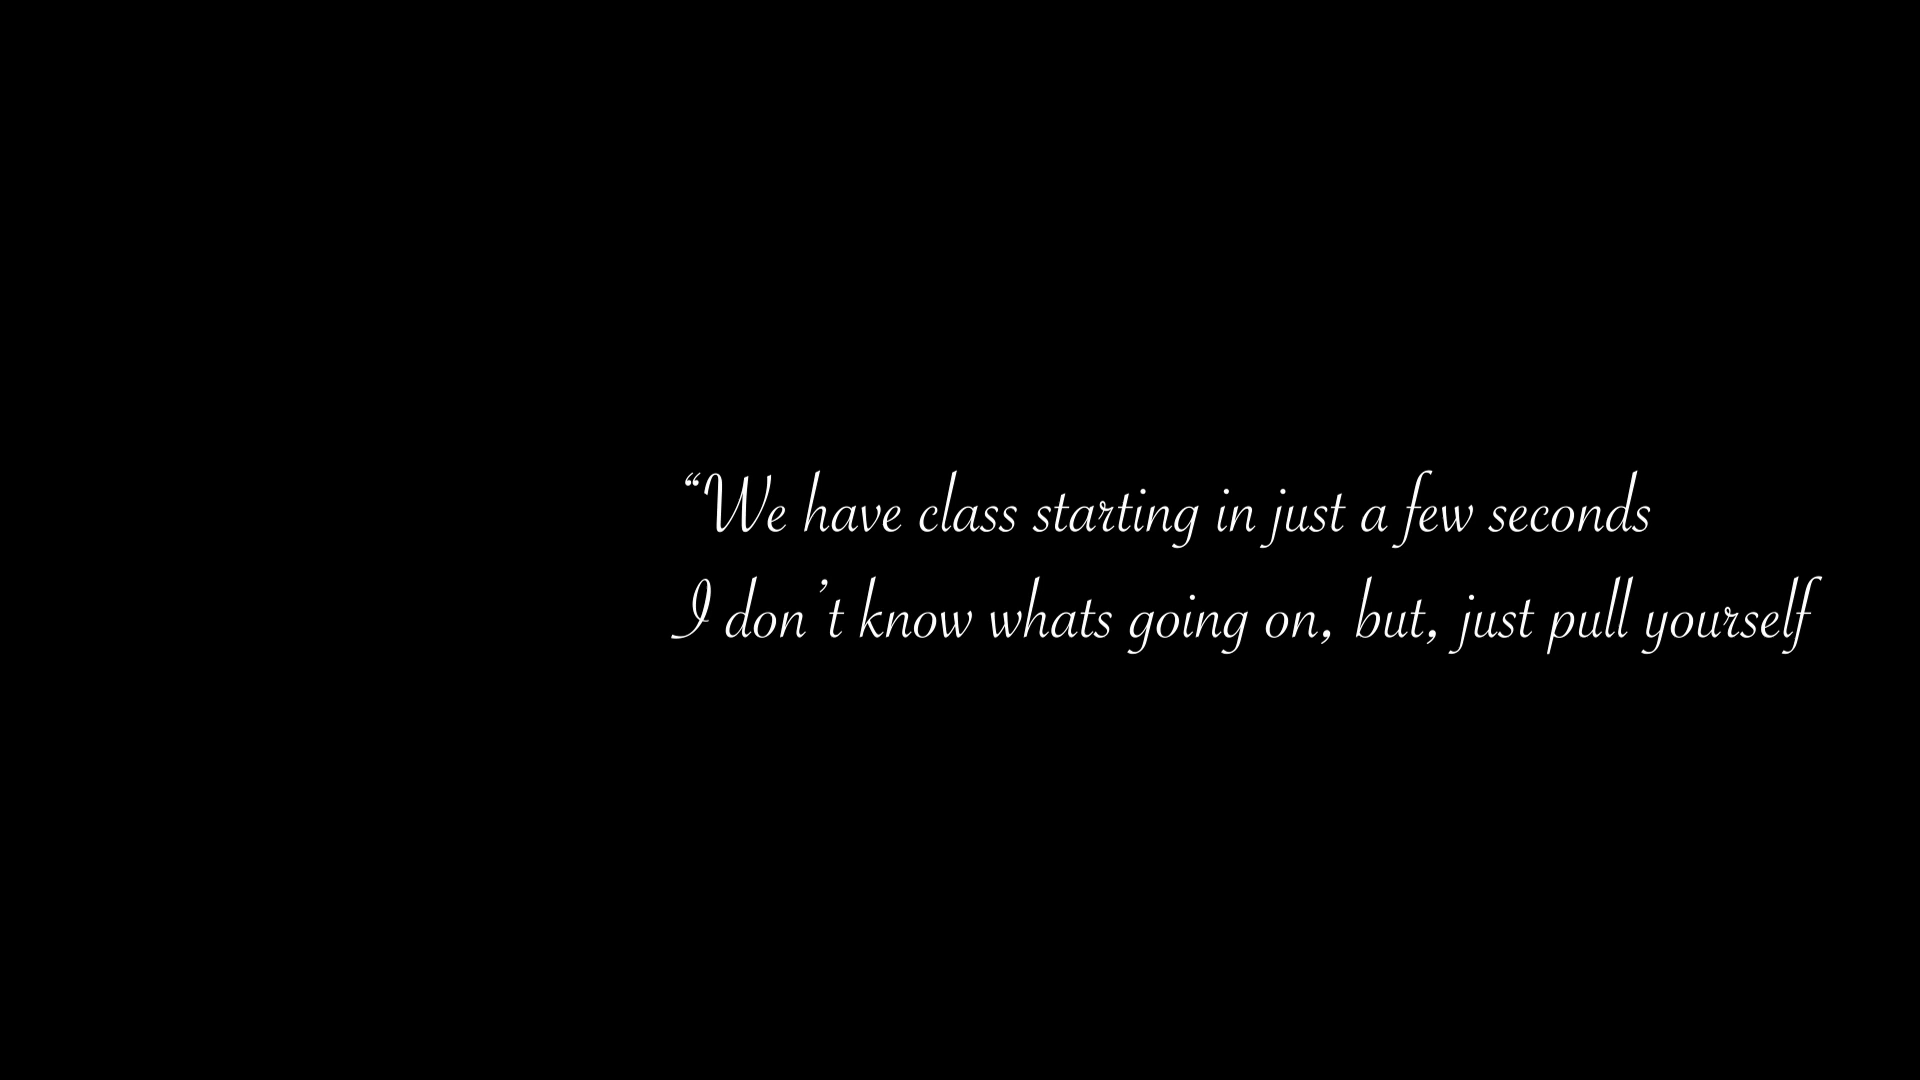 “We have class starting in just a few seconds
I don’t know whats going on, but, just pull yourself